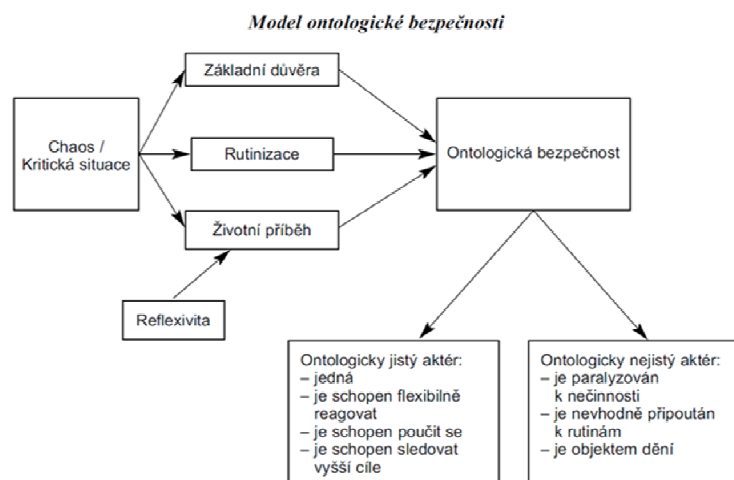 Model ontologické bezpečnosti
Základní důvěra
Chaos /
Kritická situace
Rutinizace
Ontologická bezpečnost
Životní příběh
Reflexivita
Ontologicky jistý aktér:
– jedná
– je schopen flexibilně
reagovat
– je schopen poučit se
– je schopen sledovat
vyšší cíle
Ontologicky nejistý aktér:
– je paralyzován
k nečinnosti
– je nevhodně připoután
k rutinám
– je objektem dění